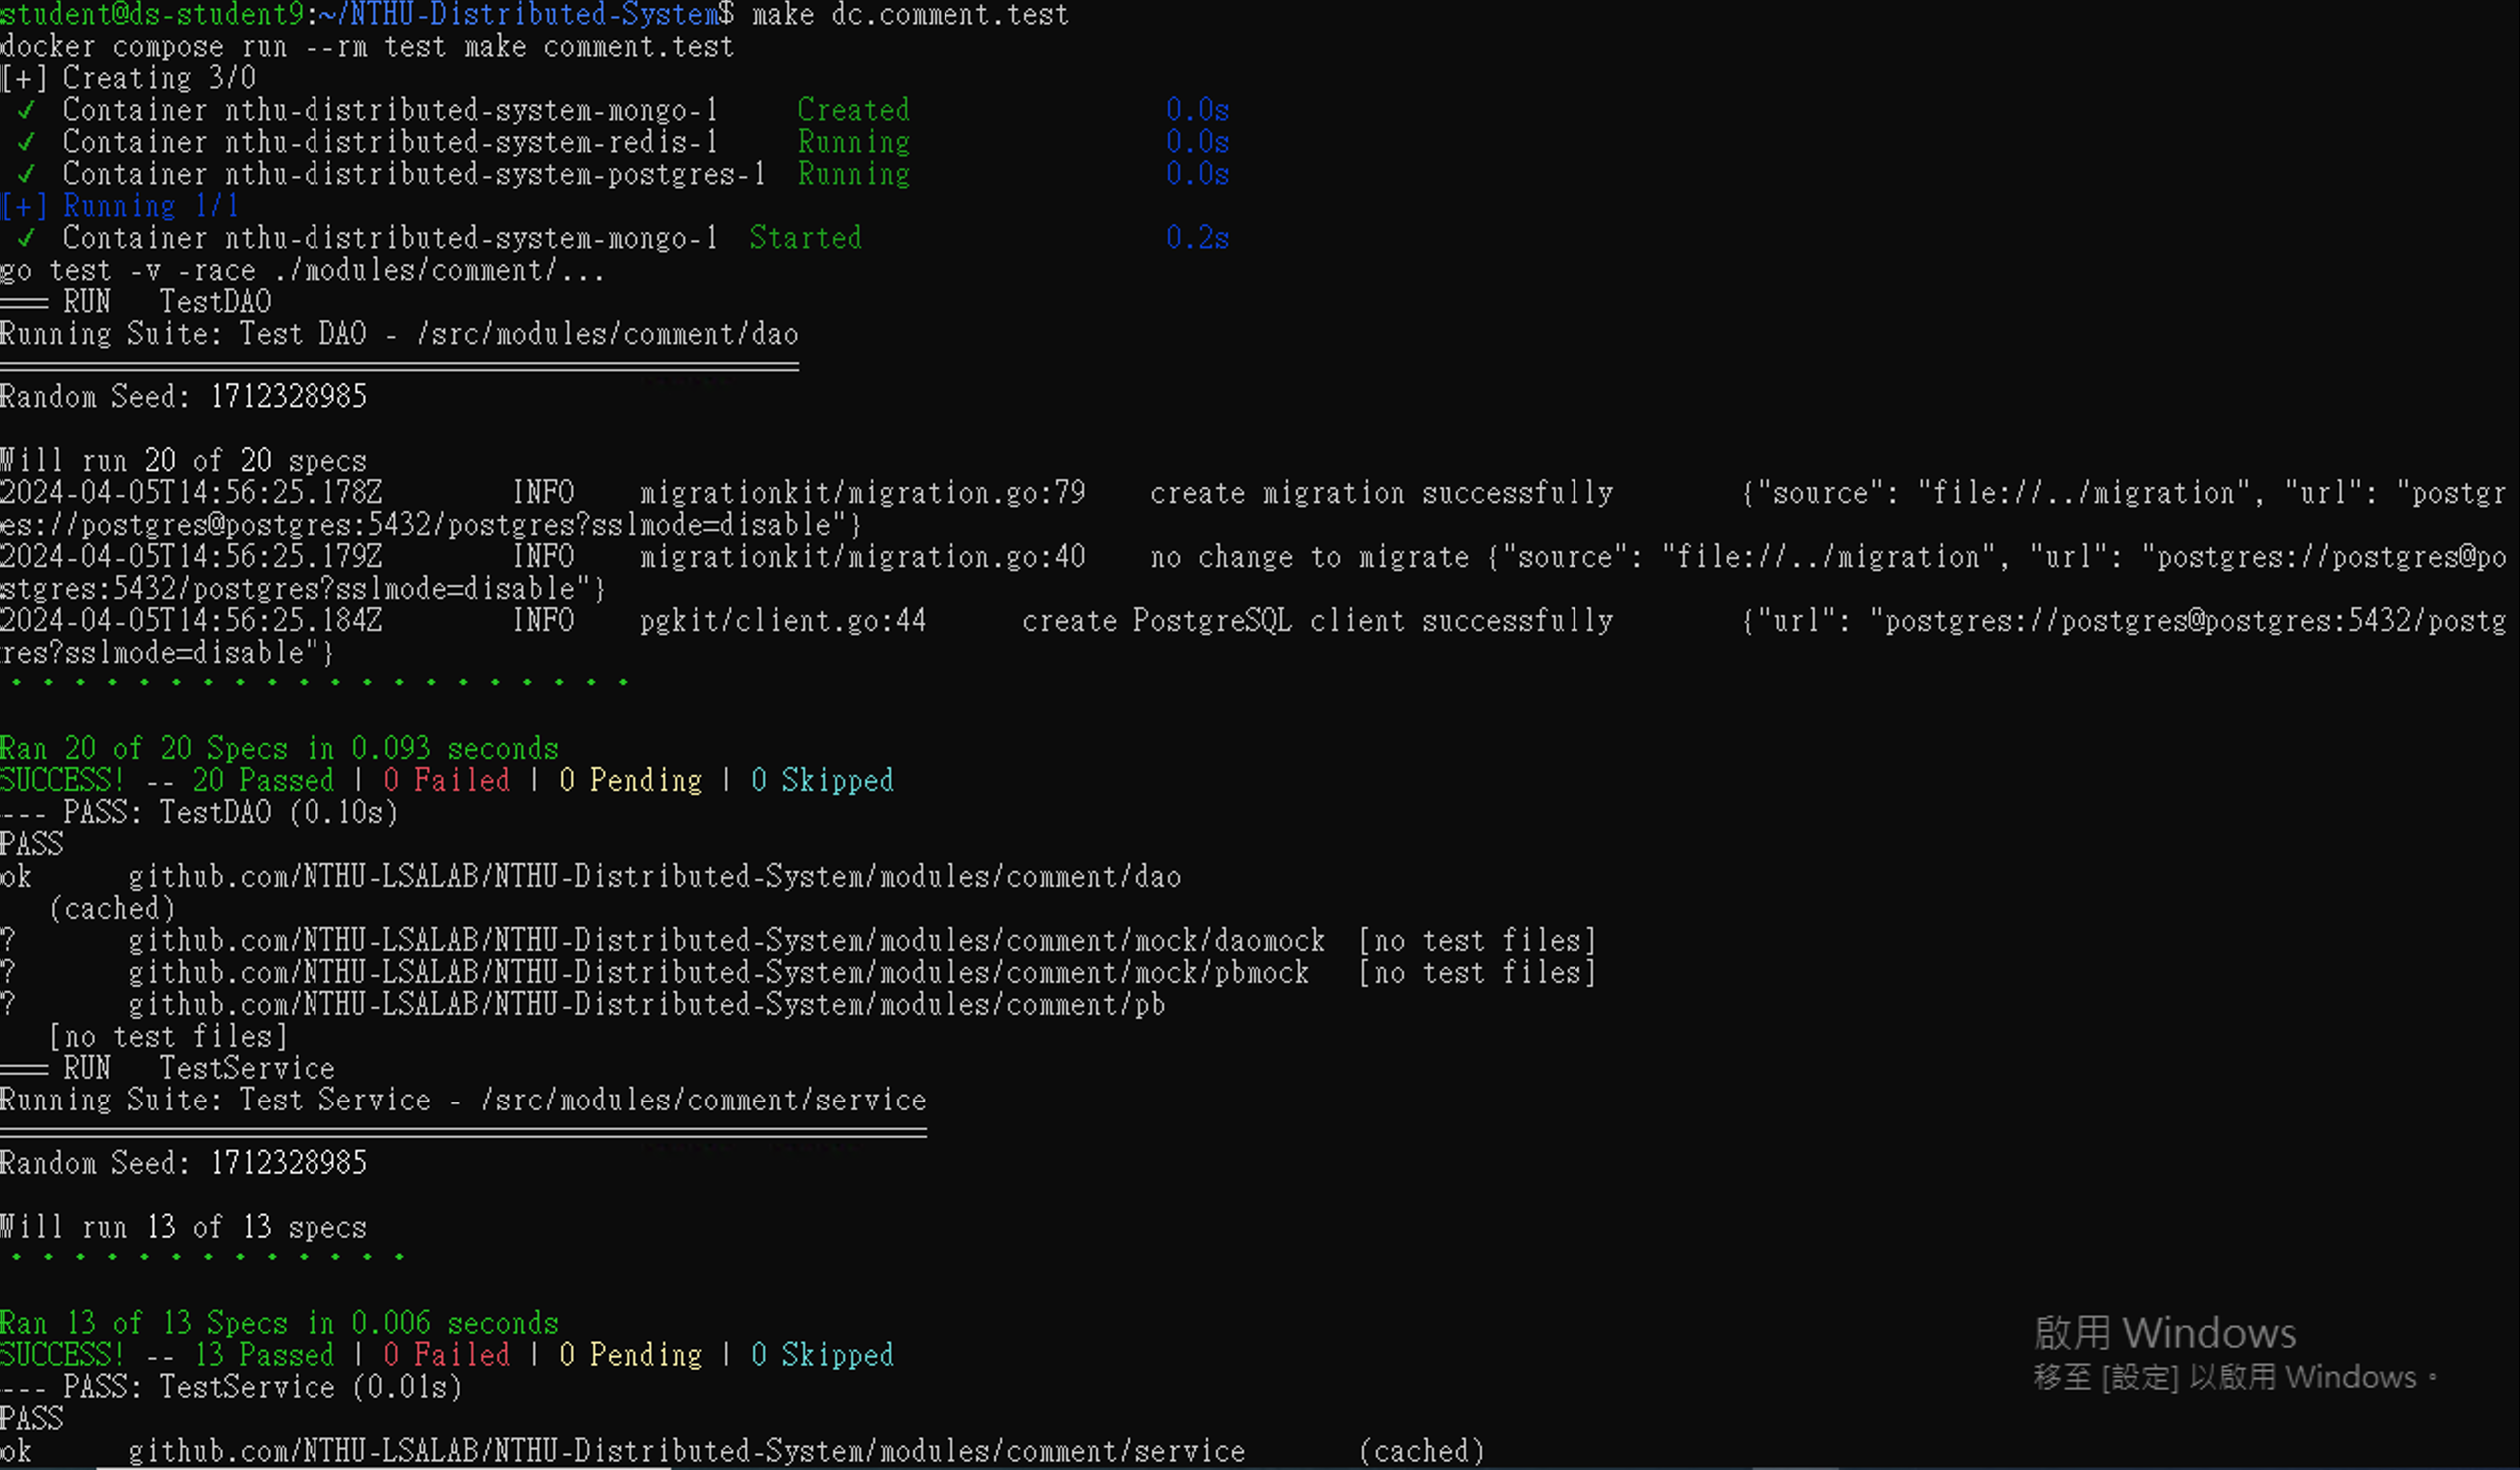 student@ds-student9:~/NTHU-Distributed-System$ make dc.comment.test
docker compose run --rm test make comment.test
[+] Creating 3/0
✓ Container nthu-distributed-system-mongo-1 Created 0.0s
✓ Container nthu-distributed-system-redis-1 Running 0.0s
✓ Container nthu-distributed-system-postgres-1 Running 0.0s
[+] Running 1/1
✓ Container nthu-distributed-system-mongo-1 Started 0.2s
go test -v -race ./modules/comment/...
=== RUN TestDAO
Running Suite: Test DAO - /src/modules/comment/dao
==================================================
Random Seed: 1712328985
Will run 20 of 20 specs
2024-04-05T14:56:25.178Z INFO migrationkit/migration.go:79 create migration successfully {"source": "file://../migration", "url": "postgr
es://postgres@postgres:5432/postgres?sslmode=disable"}
2024-04-05T14:56:25.179Z INFO migrationkit/migration.go:40 no change to migrate {"source": "file://../migration", "url": "postgres://postgres@po
stgres:5432/postgres?sslmode=disable"}
2024-04-05T14:56:25.184Z INFO pgkit/client.go:44 create PostgreSQL client successfully {"url": "postgres://postgres@postgres:5432/postg
res?sslmode=disable"}
• • • • • • • • • • • • • • • • • • • •
Ran 20 of 20 Specs in 0.093 seconds
SUCCESS! -- 20 Passed | 0 Failed | 0 Pending | 0 Skipped
--- PASS: TestDAO (0.10s)
PASS
ok github.com/NTHU-LSALAB/NTHU-Distributed-System/modules/comment/dao
(cached)
? github.com/NTHU-LSALAB/NTHU-Distributed-System/modules/comment/mock/daomock [no test files]
? github.com/NTHU-LSALAB/NTHU-Distributed-System/modules/comment/mock/pbmock [no test files]
? github.com/NTHU-LSALAB/NTHU-Distributed-System/modules/comment/pb
[no test files]
=== RUN TestService
Running Suite: Test Service - /src/modules/comment/service
==========================================================
Random Seed: 1712328985
Will run 13 of 13 specs
• • • • • • • • • • • • •
Ran 13 of 13 Specs in 0.006 seconds
SUCCESS! -- 13 Passed | 0 Failed | 0 Pending | 0 Skipped
--- PASS: TestService (0.01s)
PASS
ok github.com/NTHU-LSALAB/NTHU-Distributed-System/modules/comment/service (cached)
啟用 Windows
移至 [設定] 以啟用 Windows。